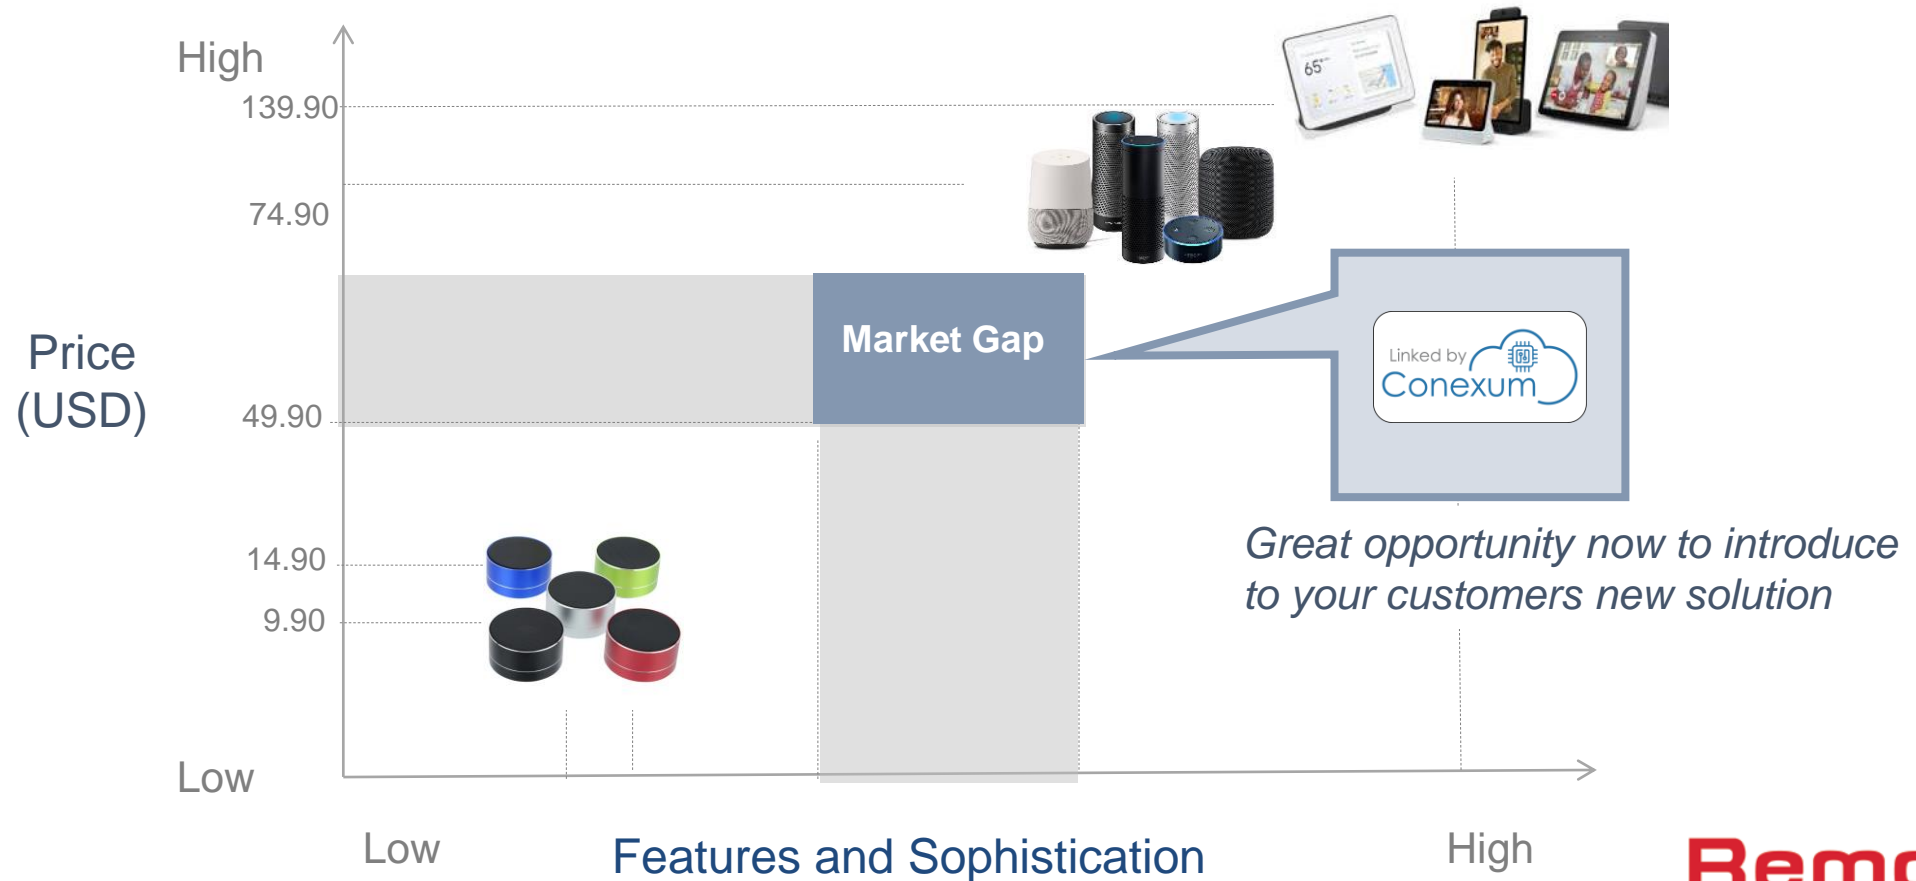 High
139.90
65°
74.90
Market Gap
Price
(USD)
Linked by
Conexum
49.90
Great opportunity now to introduce
to your customers new solution
14.90
9.90
Low
Low
Features and Sophistication
High